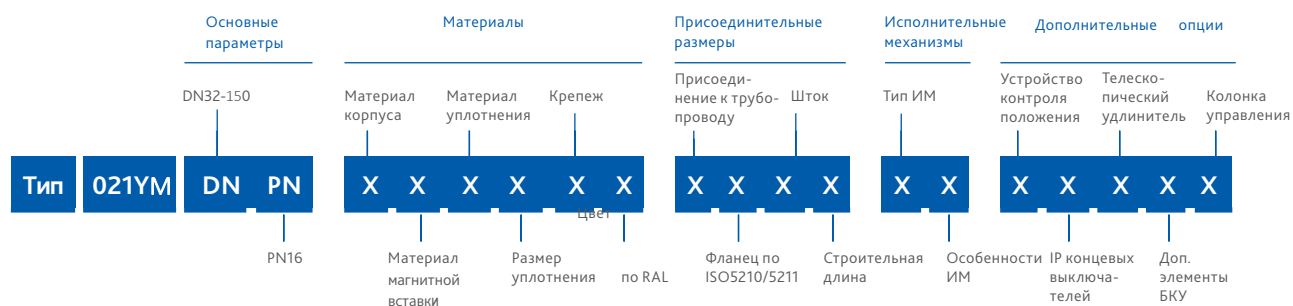 Основные параметры
Материалы
Присоединительные размеры
Исполнительные механизмы
Дополнительные опции
DN32-150
Материал корпуса
Материал уплотнения
Крепеж
Присоеди-
нение к трубо-
проводу
Шток
Тип ИМ
Устройство контроля положения
Телеско-
пический удлинитель
Колонка управления
Тип 021YM DN PN X X X X X X X X X X X X X X X X X
Цвет
PN16
Материал магнитной вставки
Размер уплотнения
по RAL
Фланец по ISO5210/5211
Строительная длина
Особенности ИМ
IP концевых выключа-
телей
Доп. элементы БКУ